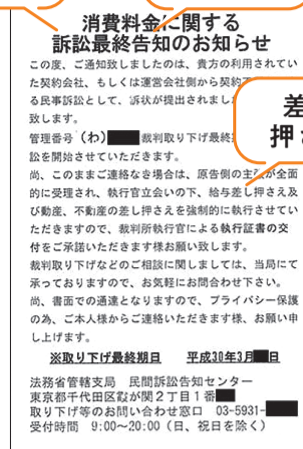 消費料金に関する
訴訟最終告知のお知らせ
この度、ご通知致しましたのは、貴方の利用されてい
た契約会社、もしくは運営会社側から契約
る民事訴訟として、訴状が提出されまし
致します。
管理番号（わ） 裁判取り下げ最終
訟を開始させていただきます。
尚、このままご連絡なき場合は、原告側の主 が全面
的に受理され、執行官立会いの下、給与差し押さえ及
び動産、不動産の差し押さえを強制的に執行させてい
ただきますので、裁判所執行官による執行証書の交
付をご承諾いただきます様お願い致します。
裁判取り下げなどのご相談に関しましては、当局にて
承っておりますので、お気軽にお問合わせ下さい。
尚、書面での通達となりますので、プライバシー保護
の為、ご本人様からご連絡いただきます様、お願い申
し上げます。
※取り下げ最終期日 平成30年3月 日
法務省管轄支局 民間訴訟告知センター
東京都千代田区霞が関2丁目1番
取り下げ等のお問い合わせ窓口 03-5931-
受付時間 9:00~20:00（日、祝日を除く）
差
押